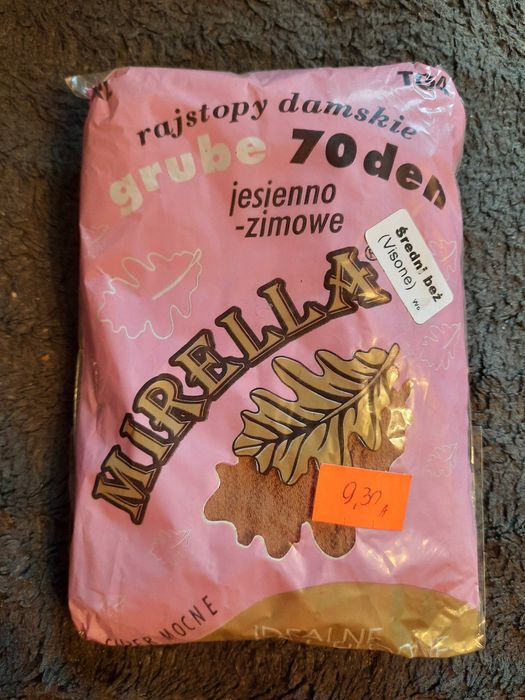 rajstopy damskie
grube 70 den
jesienno
-zimowe
średni beż
(Visone)
MIRELLA®
9,30
SUPER MOCNE
IDEALNE